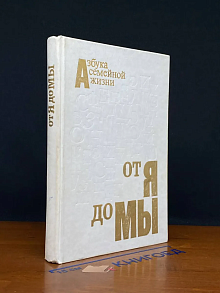 от Я до МЫ
Азбука
семейной
жизни
от Я
до МЫ